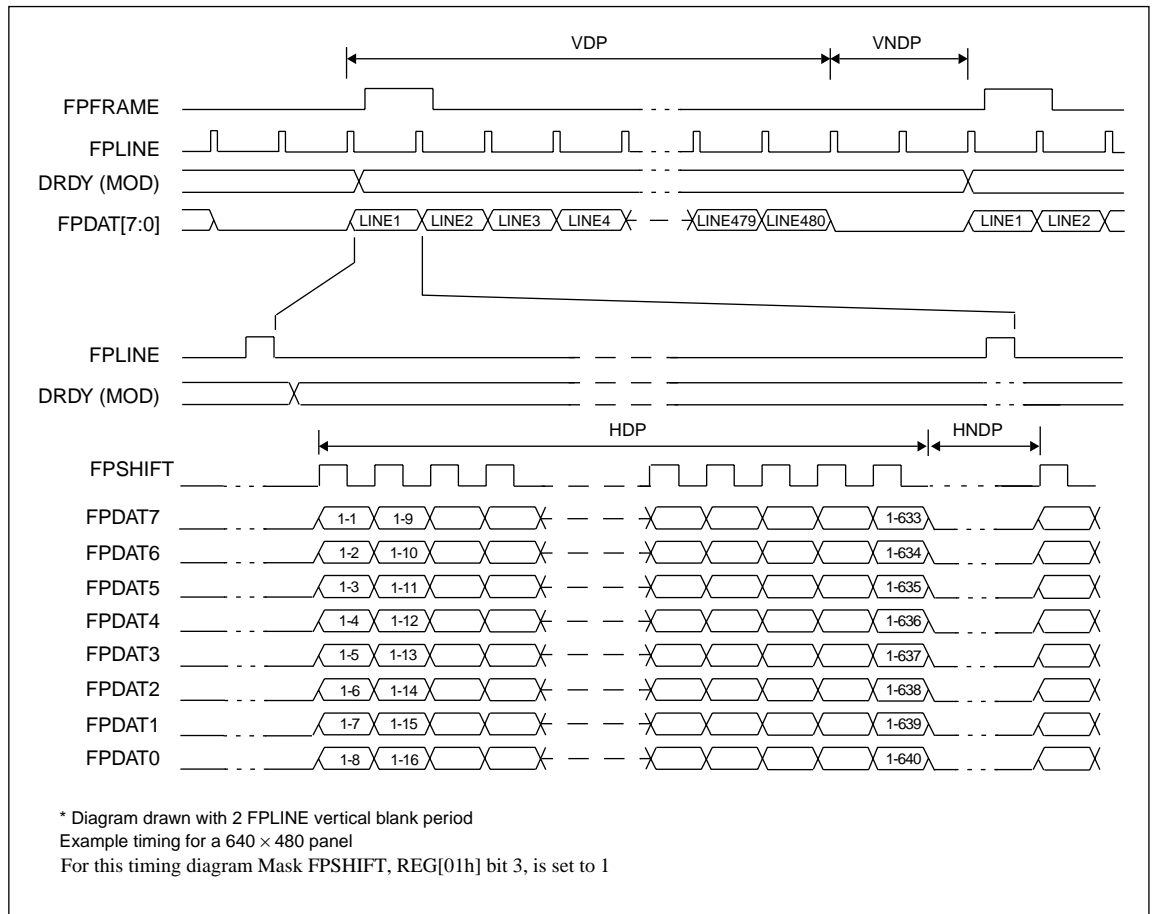 VDP VNDP
FPFRAME
FPLINE
DRDY (MOD)
FPDAT[7:0] LINE1 LINE2 LINE3 LINE4 LINE479 LINE480 LINE1 LINE2
FPLINE
DRDY (MOD)
HDP HNDP
FPSHIFT
FPDAT7 1-1 1-9 1-633
FPDAT6 1-2 1-10 1-634
FPDAT5 1-3 1-11 1-635
FPDAT4 1-4 1-12 1-636
FPDAT3 1-5 1-13 1-637
FPDAT2 1-6 1-14 1-638
FPDAT1 1-7 1-15 1-639
FPDAT0 1-8 1-16 1-640
* Diagram drawn with 2 FPLINE vertical blank period
Example timing for a 640 × 480 panel
For this timing diagram Mask FPSHIFT, REG[01h] bit 3, is set to 1